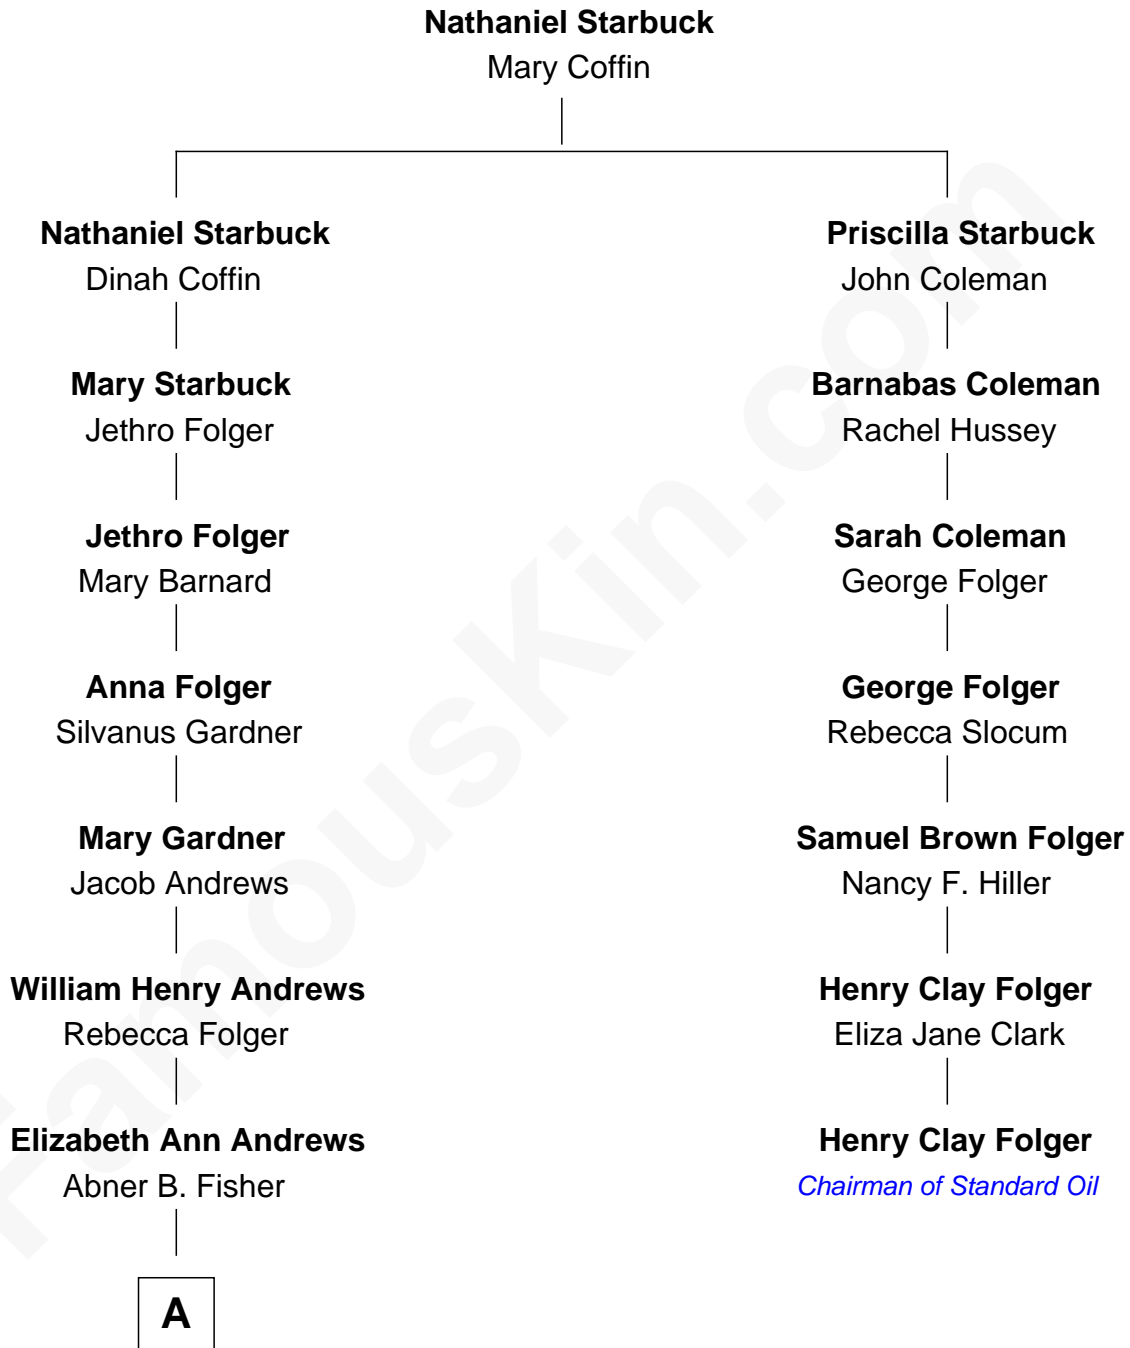 Nathaniel Starbuck
Mary Coffin
Nathaniel Starbuck
Dinah Coffin
Mary Starbuck
Jethro Folger
Jethro Folger
Mary Barnard
Anna Folger
Silvanus Gardner
Mary Gardner
Jacob Andrews
William Henry Andrews
Rebecca Folger
Elizabeth Ann Andrews
Abner B. Fisher
A
Priscilla Starbuck
John Coleman
Barnabas Coleman
Rachel Hussey
Sarah Coleman
George Folger
George Folger
Rebecca Slocum
Samuel Brown Folger
Nancy F. Hiller
Henry Clay Folger
Eliza Jane Clark
Henry Clay Folger
Chairman of Standard Oil
FamousKin.com